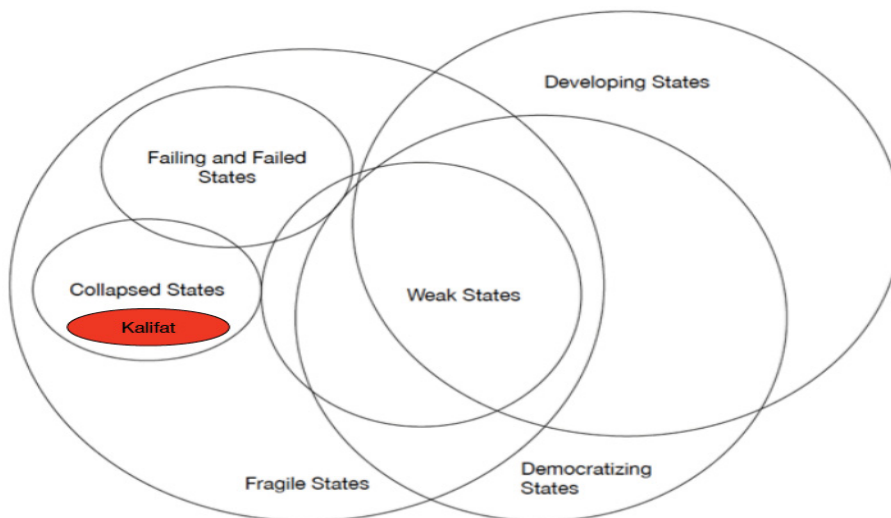 Developing States
Failing and Failed
States
Collapsed States
Kalifat
Weak States
Fragile States
Democratizing
States